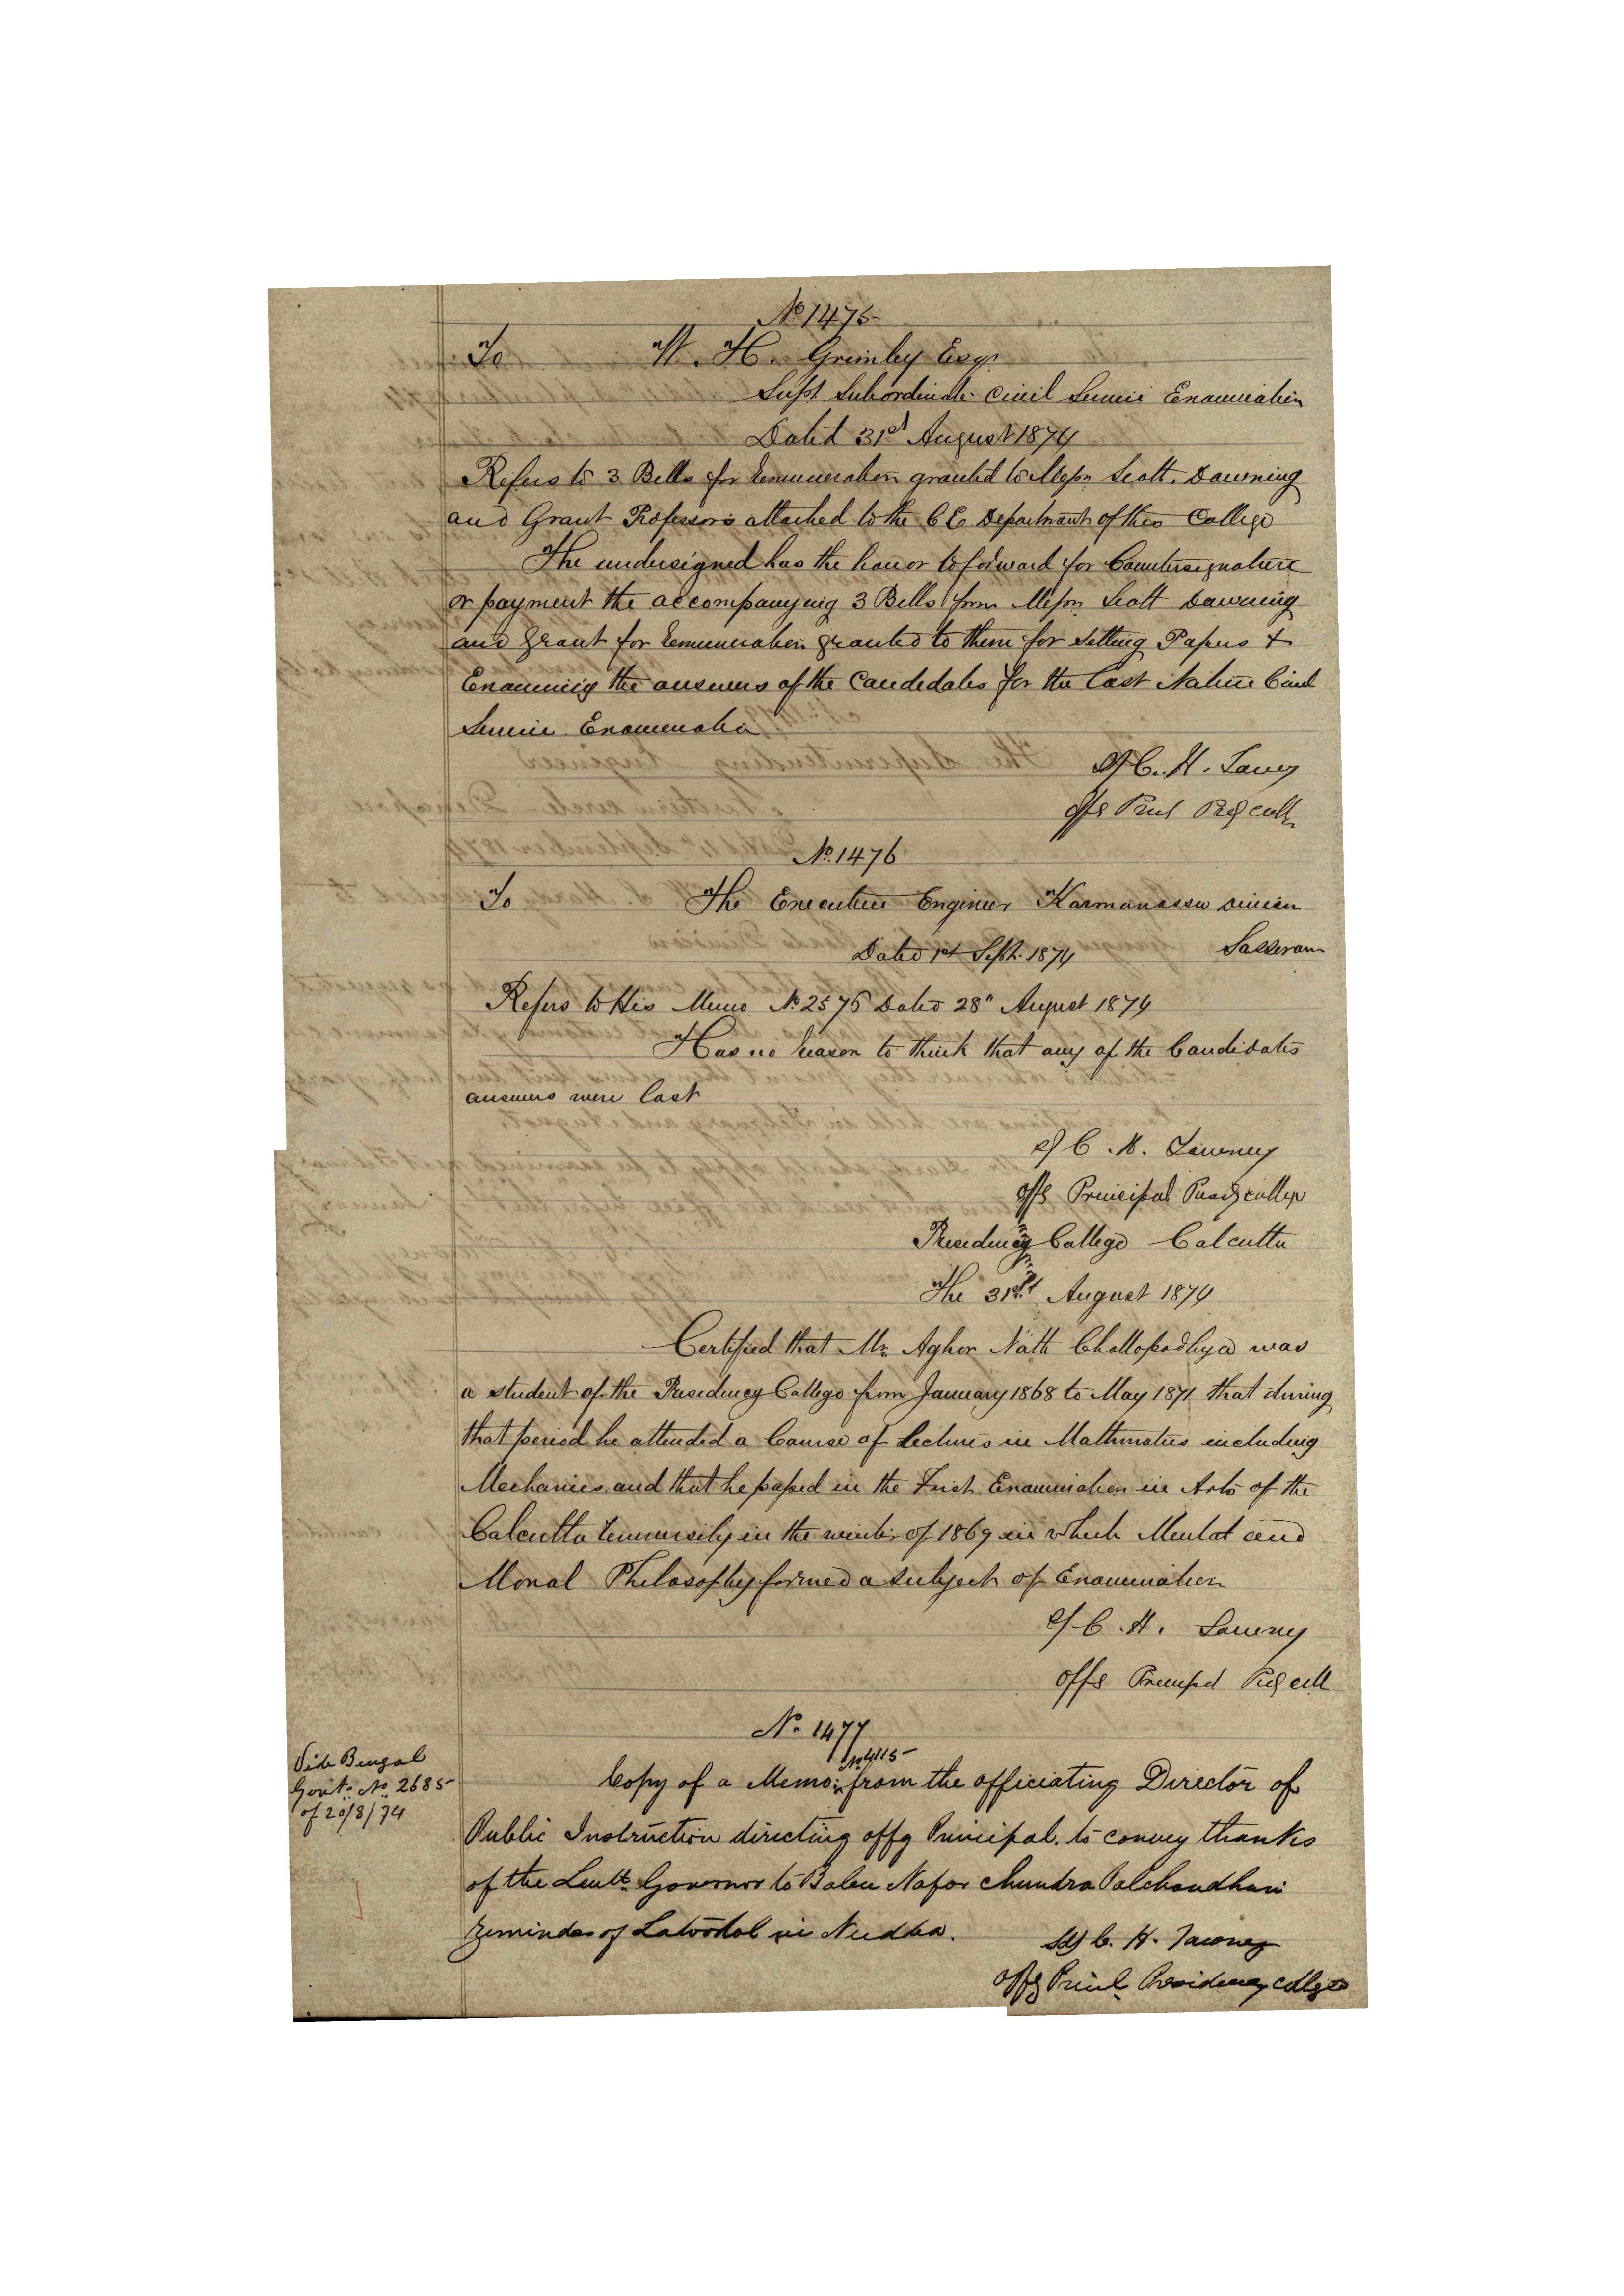 No 1475
To W. H. Grimley Esqr
Supt Subordinate Civil Service Examination
Dated 31st August 1874
Refers to 3 Bills for remuneration granted to Messrs Scott, Downing
and Grant Professors attached to the C E. Department of this College
The undersigned has the honor to forward for Countersignature
or payment the accompanying 3 Bills from Messrs Scott Downing
and Grant for remuneration granted to them for setting Papers &
Examining the answers of the Candidates for the last Native Civil
Service Examination
Sd C. H. Tawney
Offg Prinl Presy Coll
No. 1476
To The Executive Engineer Karmanassa Division
Dated 1st Sept. 1874 Sasseram
Refers to His Memo No 2576 Dated 28th August 1874
Has no reason to think that any of the Candidates
answers were lost
Sd C. H. Tawney
Offg Principal Presy College
Presidency College Calcutta
The 31st August 1874
Certified that Mr. Aghor Nath Chattopadhya was
a student of the Presidency College from January 1868 to May 1871 that during
that period he attended a Course of lectures in Mathmatics including
Mechanics and that he passed in the First Examination in Arts of the
Calcutta University in the winter of 1869 in which Mental and
Moral Philosophy formed a subject of Examination
Sd C. H. Tawney
Offg Principal Presy Coll
No. 1477
No 4115
Vide Bengal
Govt. No. 2685
of 20/8/74
Copy of a Memo: from the officiating Director of
Public Instruction directing offg Principal. to convey thanks
of the Leutt Governor to Baboo Nafor Chundra Palchoudhuri
Zemindar of in Nuddea.
Sd/ C. H. Tawney
Offg Prinl Presidency College